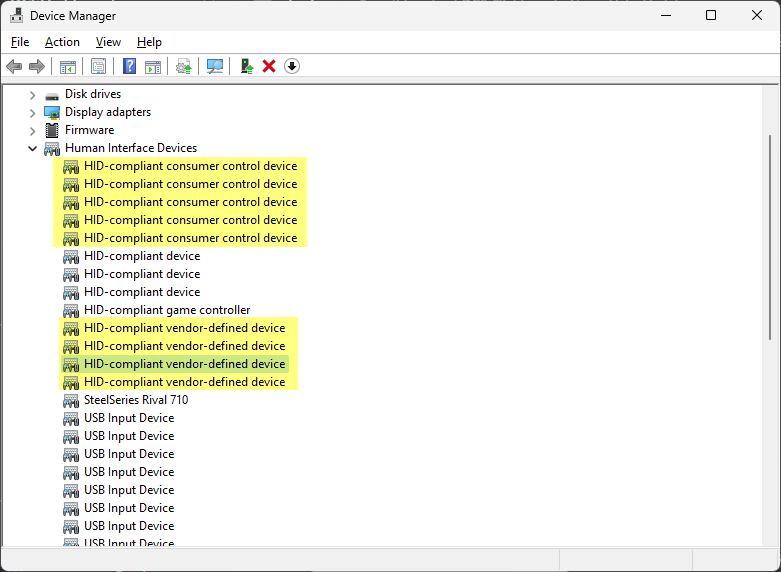 Device Manager
File Action View Help
Disk drives
Display adapters
Firmware
Human Interface Devices
HID-compliant consumer control device
HID-compliant consumer control device
HID-compliant consumer control device
HID-compliant consumer control device
HID-compliant consumer control device
HID-compliant device
HID-compliant device
HID-compliant device
HID-compliant game controller
HID-compliant vendor-defined device
HID-compliant vendor-defined device
HID-compliant vendor-defined device
HID-compliant vendor-defined device
SteelSeries Rival 710
USB Input Device
USB Input Device
USB Input Device
USB Input Device
USB Input Device
USB Input Device
USB Input Device
USB Input Device